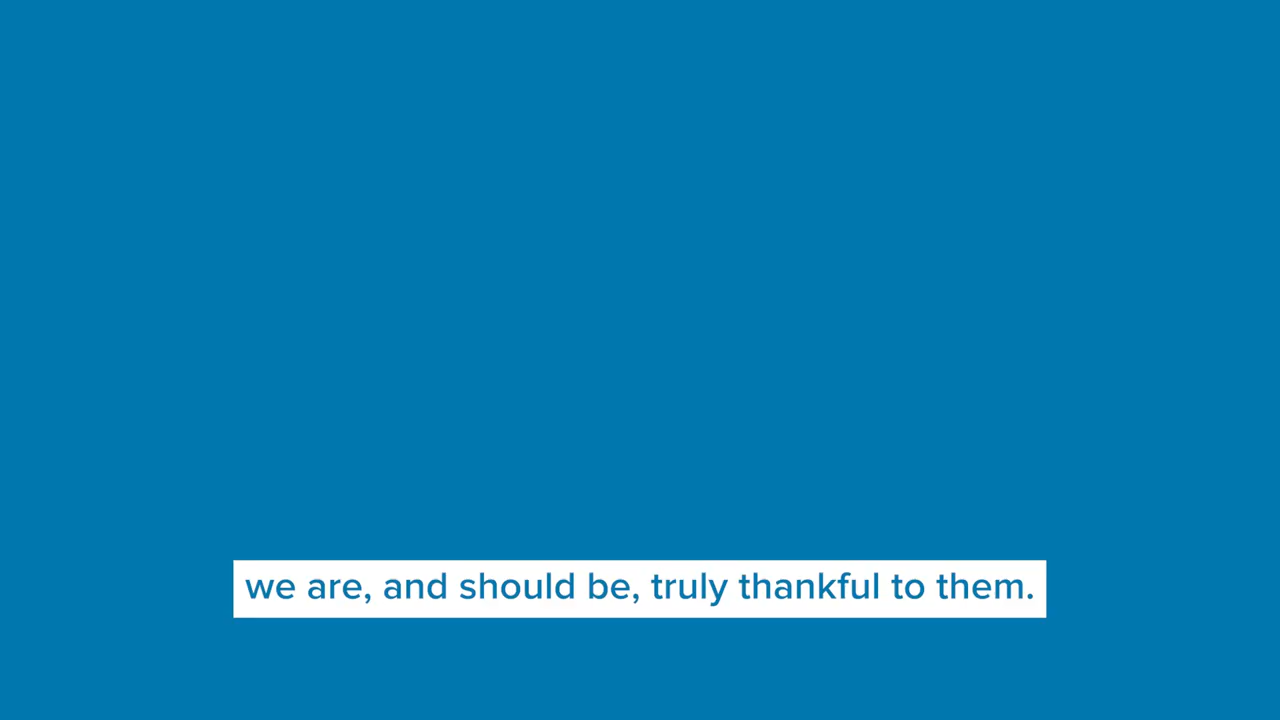 we are, and should be, truly thankful to them.